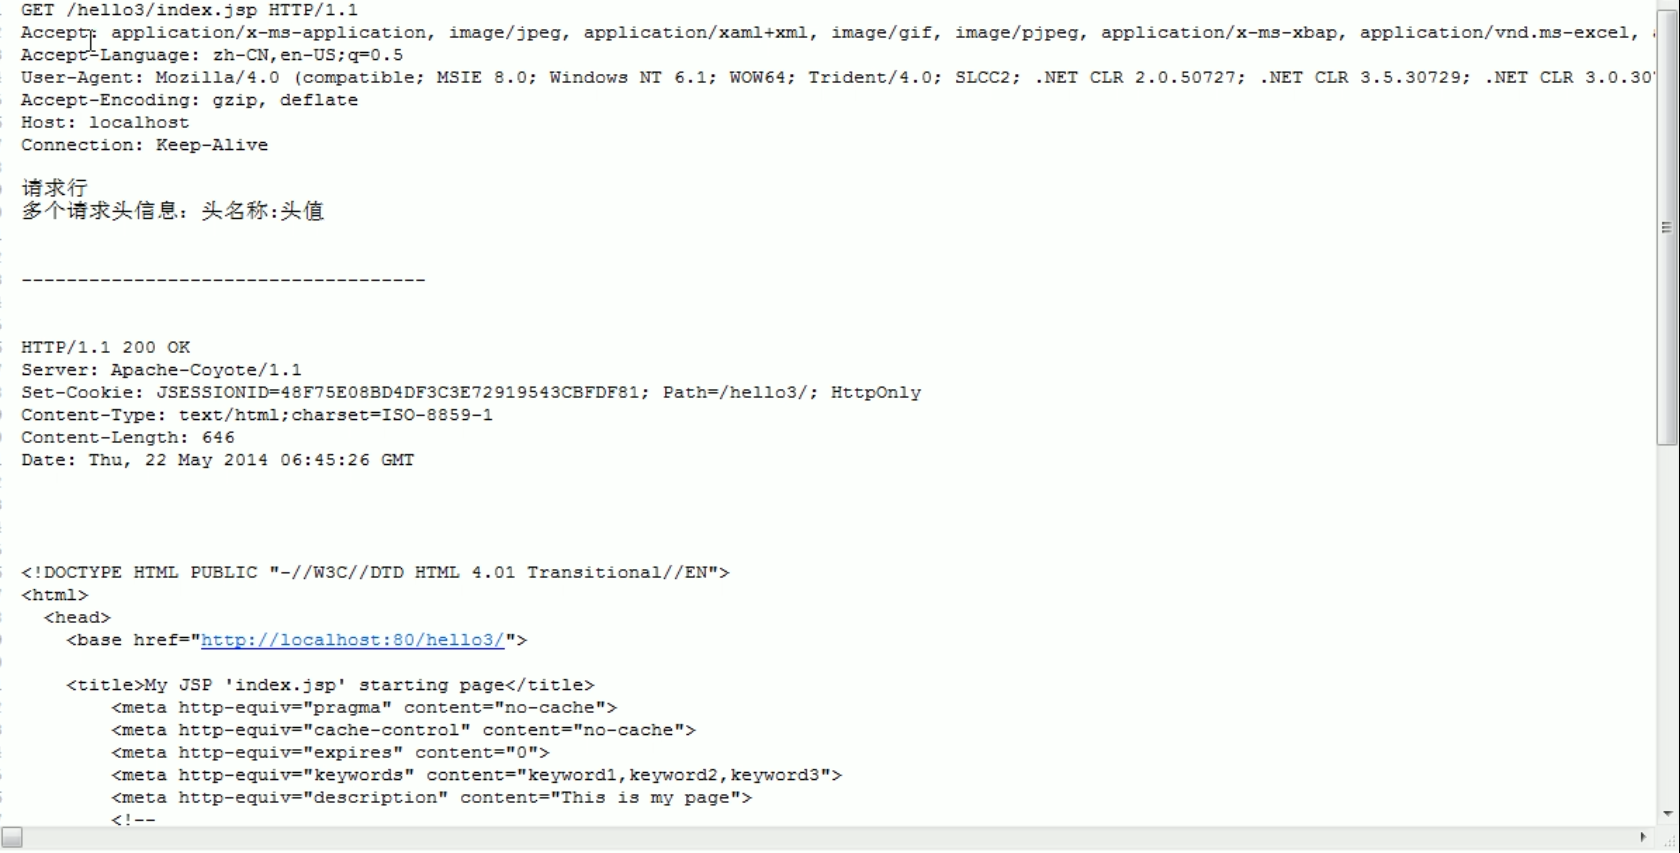 GET /hello3/index.jsp HTTP/1.1
Accept: application/x-ms-application, image/jpeg, application/xaml+xml, image/gif, image/pjpeg, application/x-ms-xbap, application/vnd.ms-excel,
Accept-Language: zh-CN,en-US;q=0.5
User-Agent: Mozilla/4.0 (compatible; MSIE 8.0; Windows NT 6.1; WOW64; Trident/4.0; SLCC2; .NET CLR 2.0.50727; .NET CLR 3.5.30729; .NET CLR 3.0.30
Accept-Encoding: gzip, deflate
Host: localhost
Connection: Keep-Alive
请求行
多个请求头信息：头名称:头值
------------------------------------
HTTP/1.1 200 OK
Server: Apache-Coyote/1.1
Set-Cookie: JSESSIONID=48F75E08BD4DF3C3E72919543CBFDF81; Path=/hello3/; HttpOnly
Content-Type: text/html;charset=ISO-8859-1
Content-Length: 646
Date: Thu, 22 May 2014 06:45:26 GMT
<!DOCTYPE HTML PUBLIC "-//W3C//DTD HTML 4.01 Transitional//EN">
<html>
<head>
<base href="http://localhost:80/hello3/">
<title>My JSP 'index.jsp' starting page</title>
<meta http-equiv="pragma" content="no-cache">
<meta http-equiv="cache-control" content="no-cache">
<meta http-equiv="expires" content="0">
<meta http-equiv="keywords" content="keyword1,keyword2,keyword3">
<meta http-equiv="description" content="This is my page">
<!--